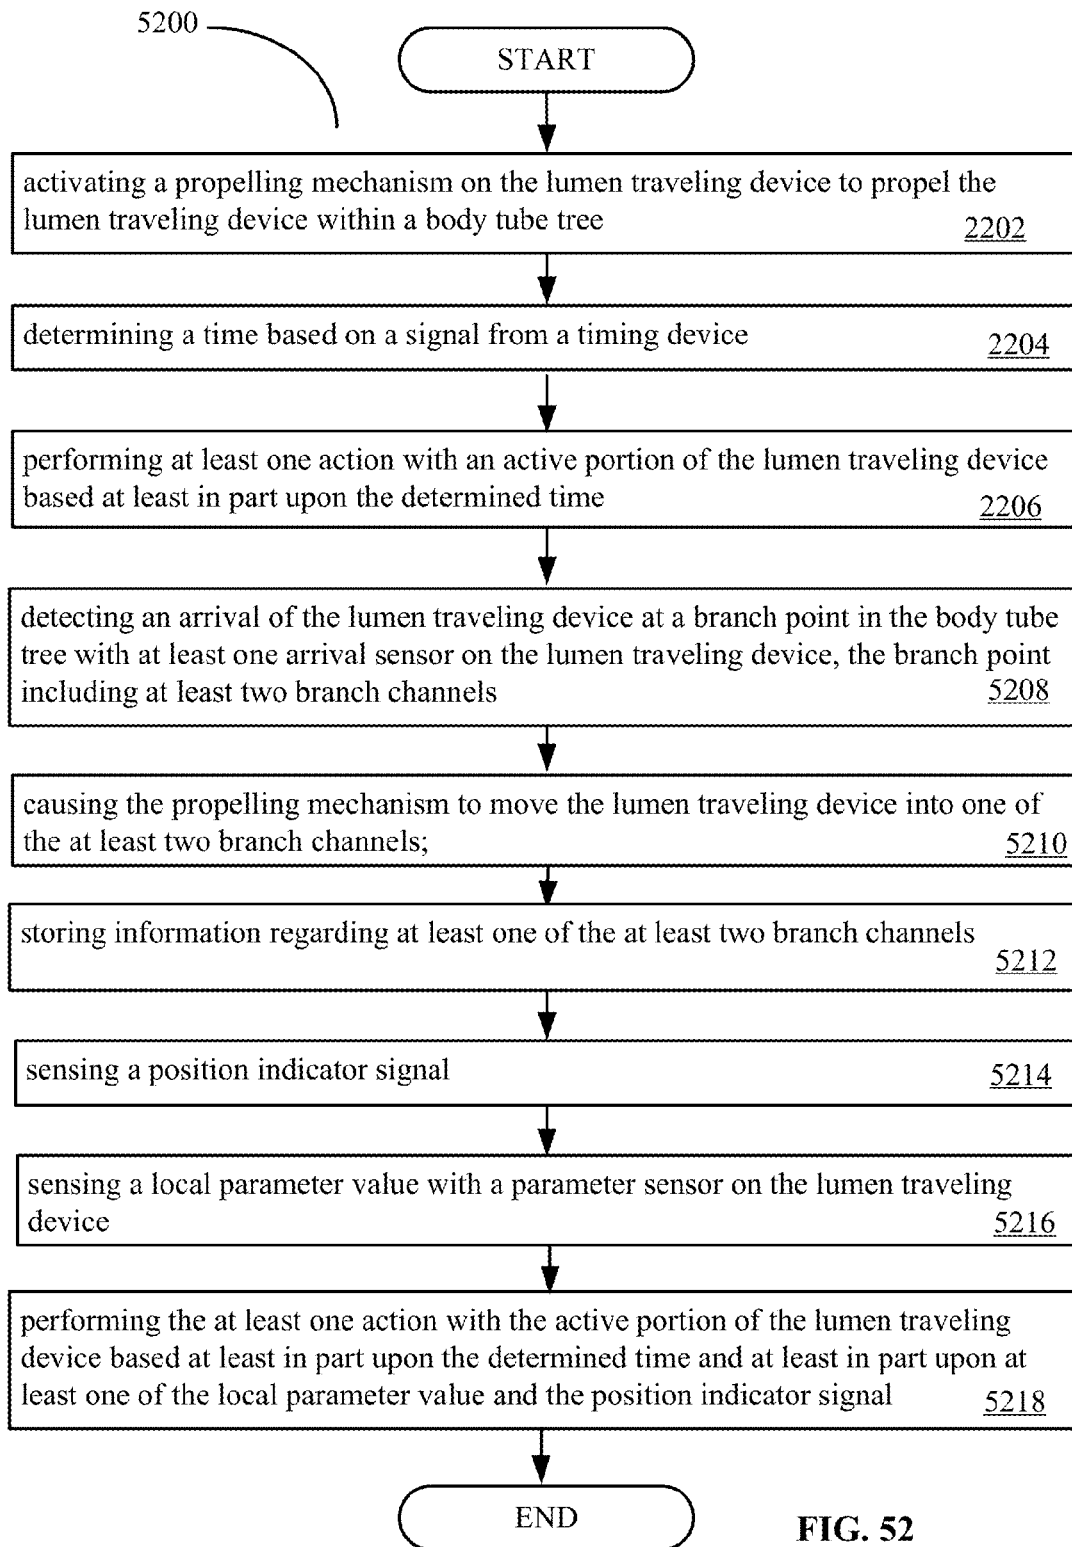 5200
START
activating a propelling mechanism on the lumen traveling device to propel the
lumen traveling device within a body tube tree
2202
determining a time based on a signal from a timing device
2204
performing at least one action with an active portion of the lumen traveling device
based at least in part upon the determined time
2206
detecting an arrival of the lumen traveling device at a branch point in the body tube
tree with at least one arrival sensor on the lumen traveling device, the branch point
including at least two branch channels
5208
causing the propelling mechanism to move the lumen traveling device into one of
the at least two branch channels;
5210
storing information regarding at least one of the at least two branch channels
5212
sensing a position indicator signal
5214
sensing a local parameter value with a parameter sensor on the lumen traveling
device
5216
performing the at least one action with the active portion of the lumen traveling
device based at least in part upon the determined time and at least in part upon at
least one of the local parameter value and the position indicator signal
5218
END
FIG. 52